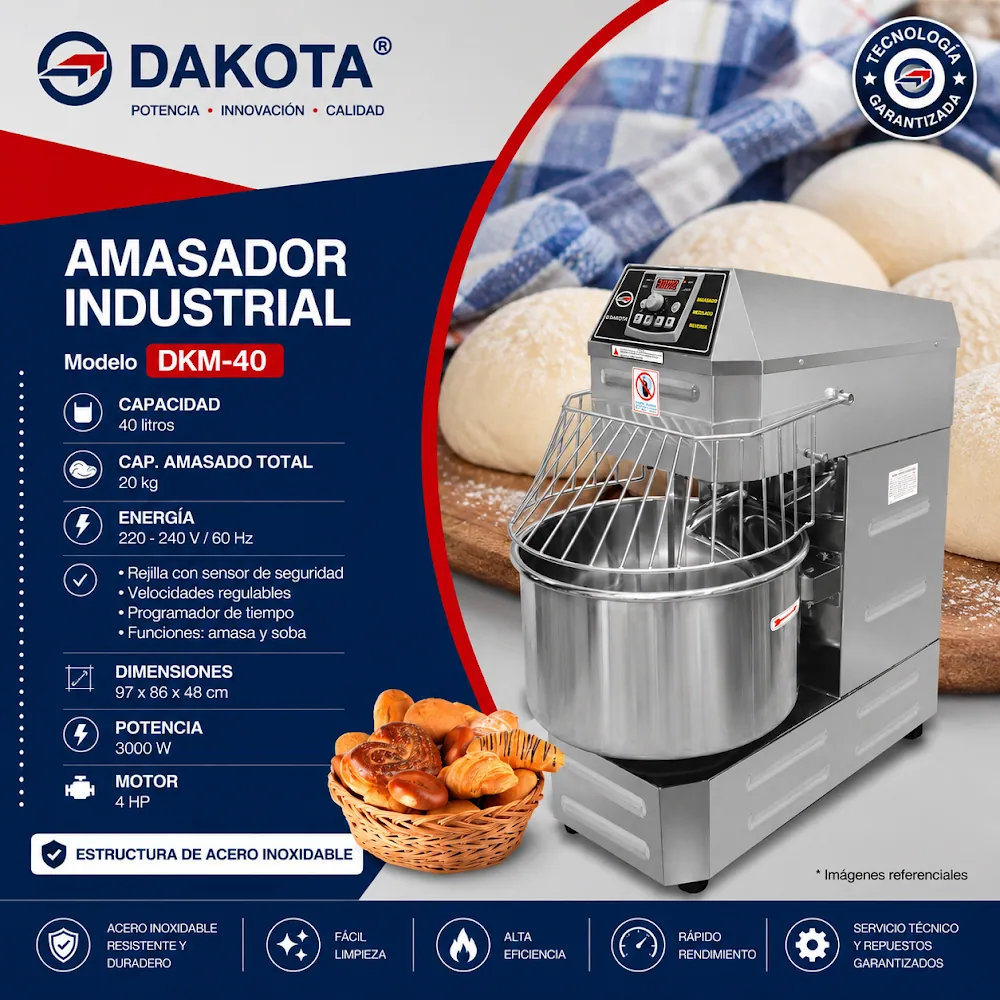 DAKOTA®
POTENCIA • INNOVACIÓN • CALIDAD
TECNOLOGÍA
GARANTIZADA
AMASADOR
INDUSTRIAL
Modelo DKM-40
CAPACIDAD
40 litros
CAP. AMASADO TOTAL
20 kg
ENERGÍA
220 - 240 V / 60 Hz
• Rejilla con sensor de seguridad
• Velocidades regulables
• Programador de tiempo
• Funciones: amasa y soba
DIMENSIONES
97 x 86 x 48 cm
POTENCIA
3000 W
MOTOR
4 HP
ESTRUCTURA DE ACERO INOXIDABLE
DAKOTA
* Imágenes referenciales
ACERO INOXIDABLE
RESISTENTE Y
DURADERO
FÁCIL
LIMPIEZA
ALTA
EFICIENCIA
RÁPIDO
RENDIMIENTO
SERVICIO TÉCNICO
Y REPUESTOS
GARANTIZADOS